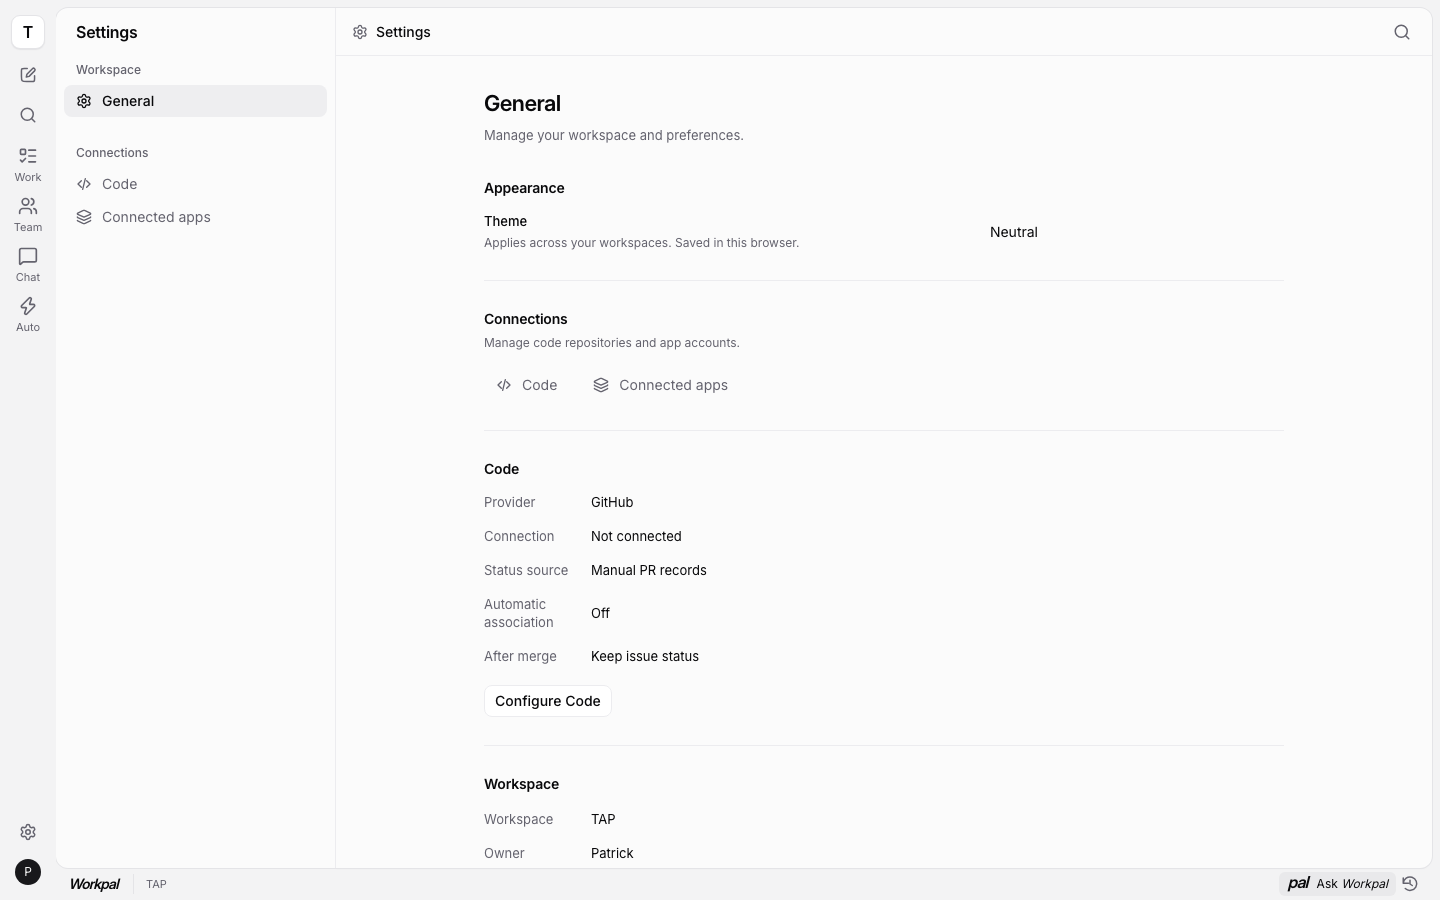 T
Work
Team
Chat
Auto
P
Settings
Workspace
General
Connections
Code
Connected apps
Settings
General
Manage your workspace and preferences.
Appearance
Theme
Applies across your workspaces. Saved in this browser.
Neutral
Connections
Manage code repositories and app accounts.
Code Connected apps
Code
Provider GitHub
Connection Not connected
Status source Manual PR records
Automatic
association
Off
After merge Keep issue status
Configure Code
Workspace
Workspace TAP
Owner Patrick
Workpal TAP
pal Ask Workpal